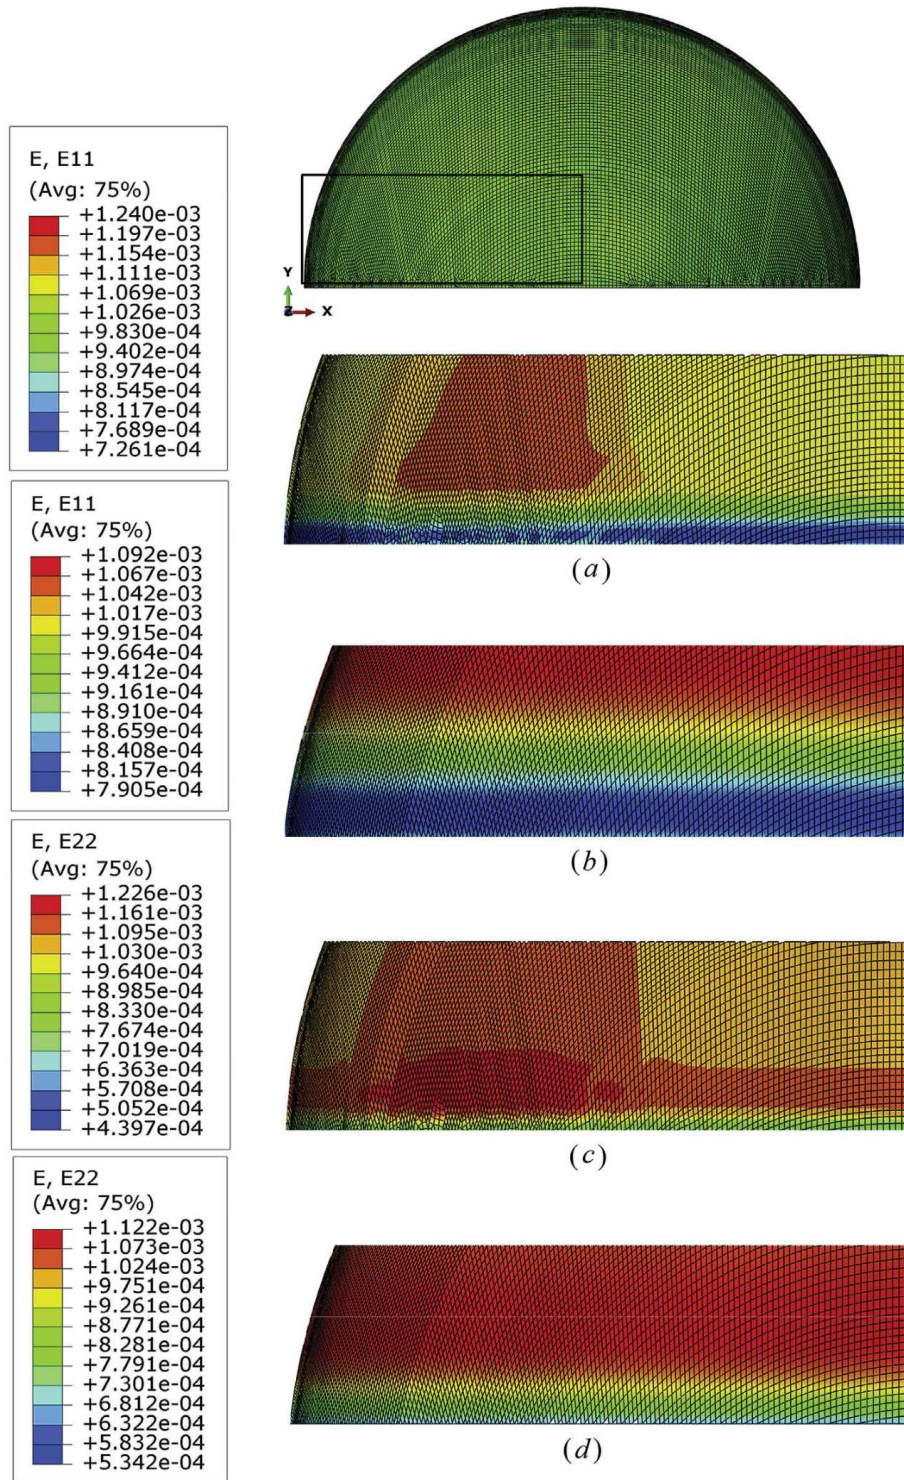 E, E11
(Avg: 75%)
+1.240e-03
+1.197e-03
+1.154e-03
+1.111e-03
+1.069e-03
+1.026e-03
+9.830e-04
+9.402e-04
+8.974e-04
+8.545e-04
+8.117e-04
+7.689e-04
+7.261e-04
Y
Z
X
(a)
E, E11
(Avg: 75%)
+1.092e-03
+1.067e-03
+1.042e-03
+1.017e-03
+9.915e-04
+9.664e-04
+9.412e-04
+9.161e-04
+8.910e-04
+8.659e-04
+8.408e-04
+8.157e-04
+7.905e-04
(b)
E, E22
(Avg: 75%)
+1.226e-03
+1.161e-03
+1.095e-03
+1.030e-03
+9.640e-04
+8.985e-04
+8.330e-04
+7.674e-04
+7.019e-04
+6.363e-04
+5.708e-04
+5.052e-04
+4.397e-04
(c)
E, E22
(Avg: 75%)
+1.122e-03
+1.073e-03
+1.024e-03
+9.751e-04
+9.261e-04
+8.771e-04
+8.281e-04
+7.791e-04
+7.301e-04
+6.812e-04
+6.322e-04
+5.832e-04
+5.342e-04
(d)